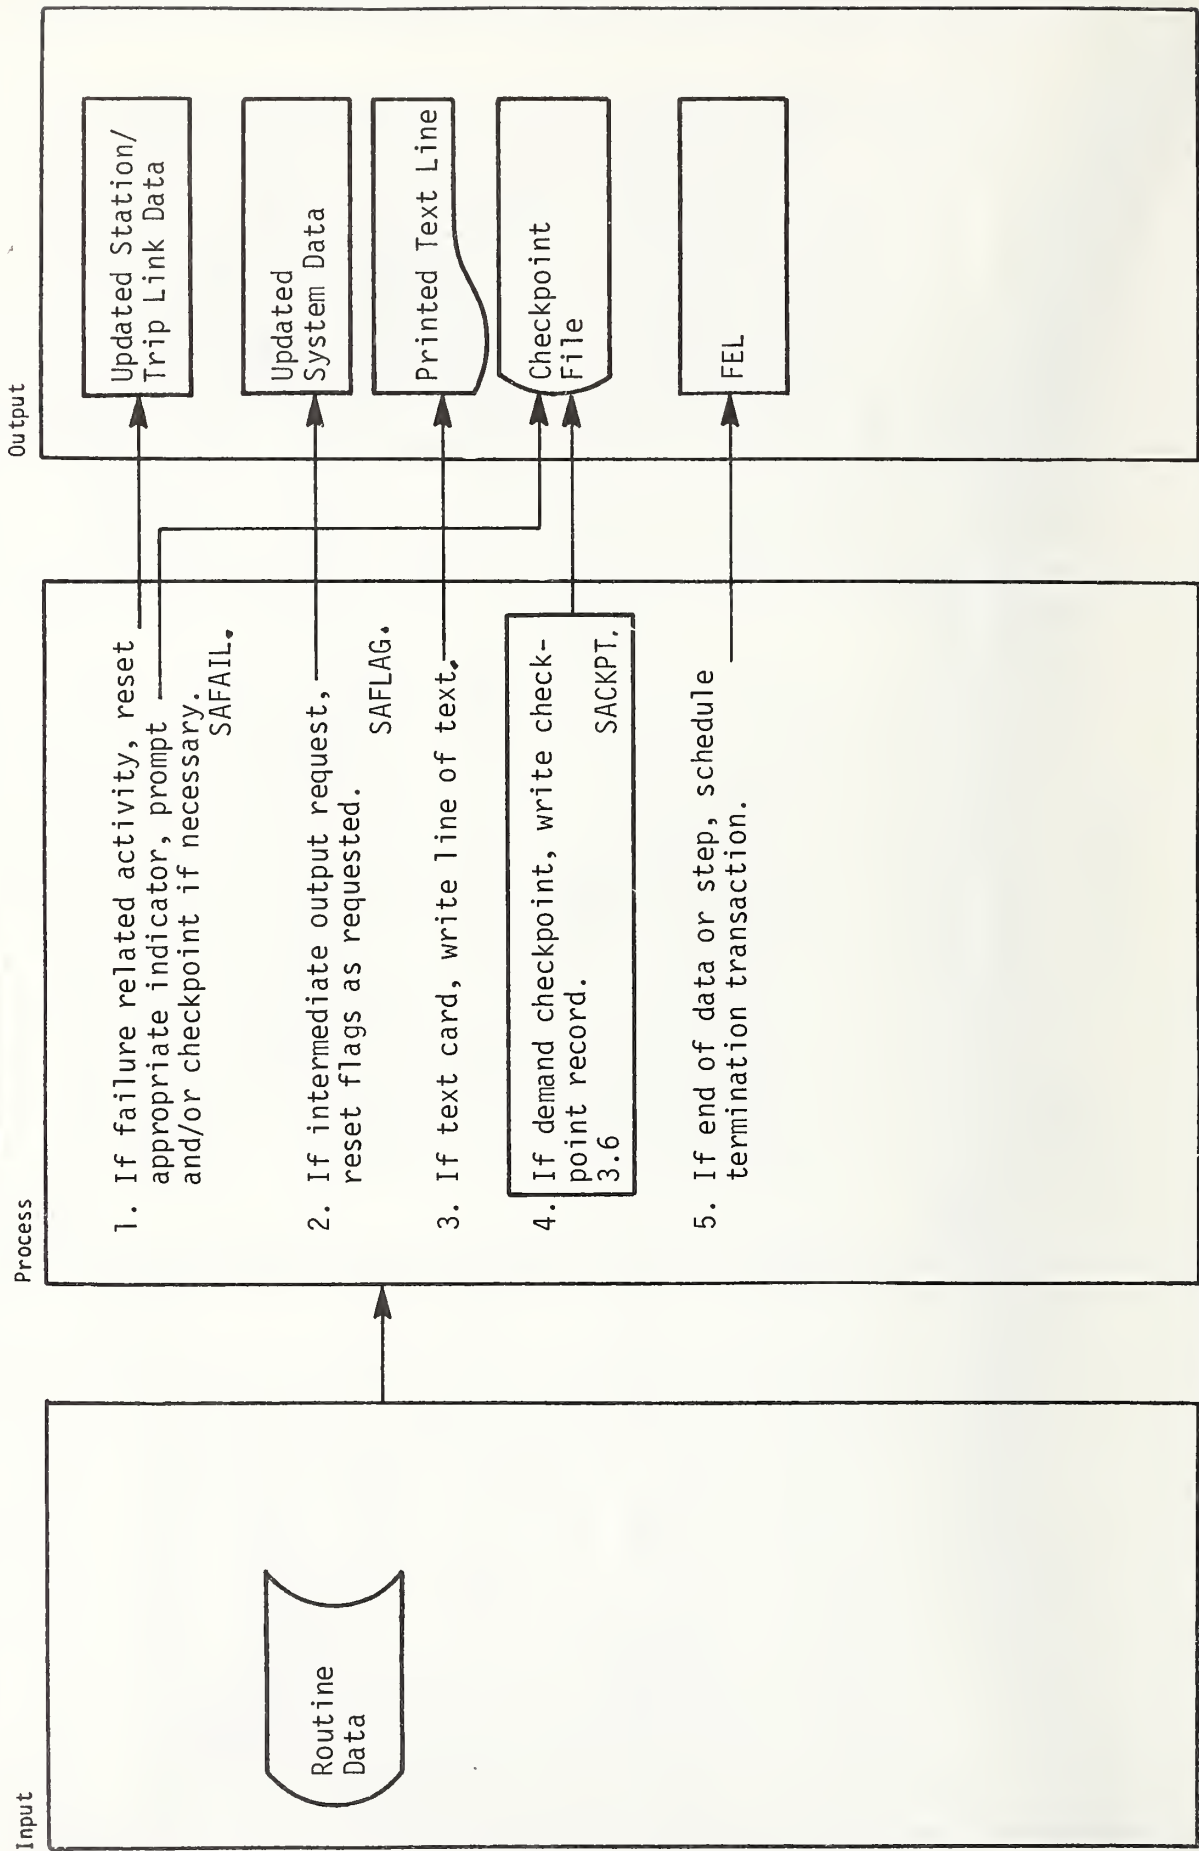 Input
Routine
Data
Process
1. If failure related activity, reset
appropriate indicator, prompt
and/or checkpoint if necessary.
SAFAIL.
2. If intermediate output request,
reset flags as requested.
SAFLAG.
3. If text card, write line of text.
4. If demand checkpoint, write check-
point record.
3.6
SACKPT.
5. If end of data or step, schedule
termination transaction.
Output
Updated Station/
Trip Link Data
Updated
System Data
Printed Text Line
Checkpoint
File
FEL